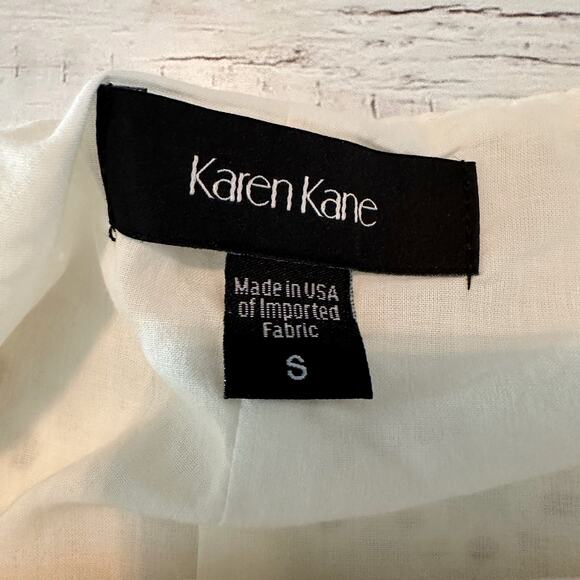 Karen Kane
Made in USA
of Imported
Fabric
S